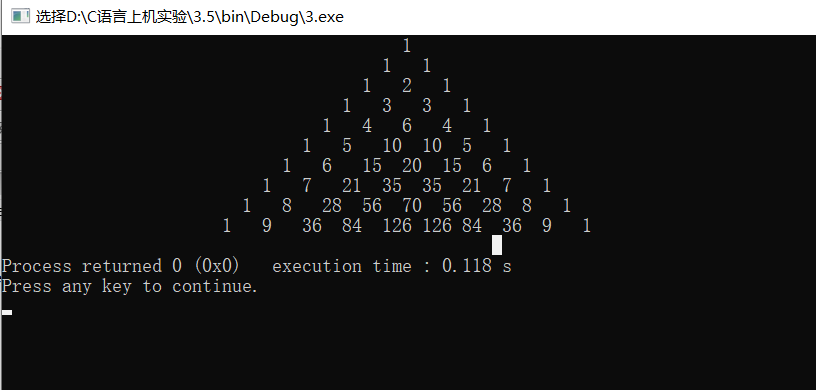 选择D:\C语言上机实验\3.5\bin\Debug\3.exe
1
1 1
1 2 1
1 3 3 1
1 4 6 4 1
1 5 10 10 5 1
1 6 15 20 15 6 1
1 7 21 35 35 21 7 1
1 8 28 56 70 56 28 8 1
1 9 36 84 126 126 84 36 9 1
Process returned 0 (0x0)   execution time : 0.118 s
Press any key to continue.